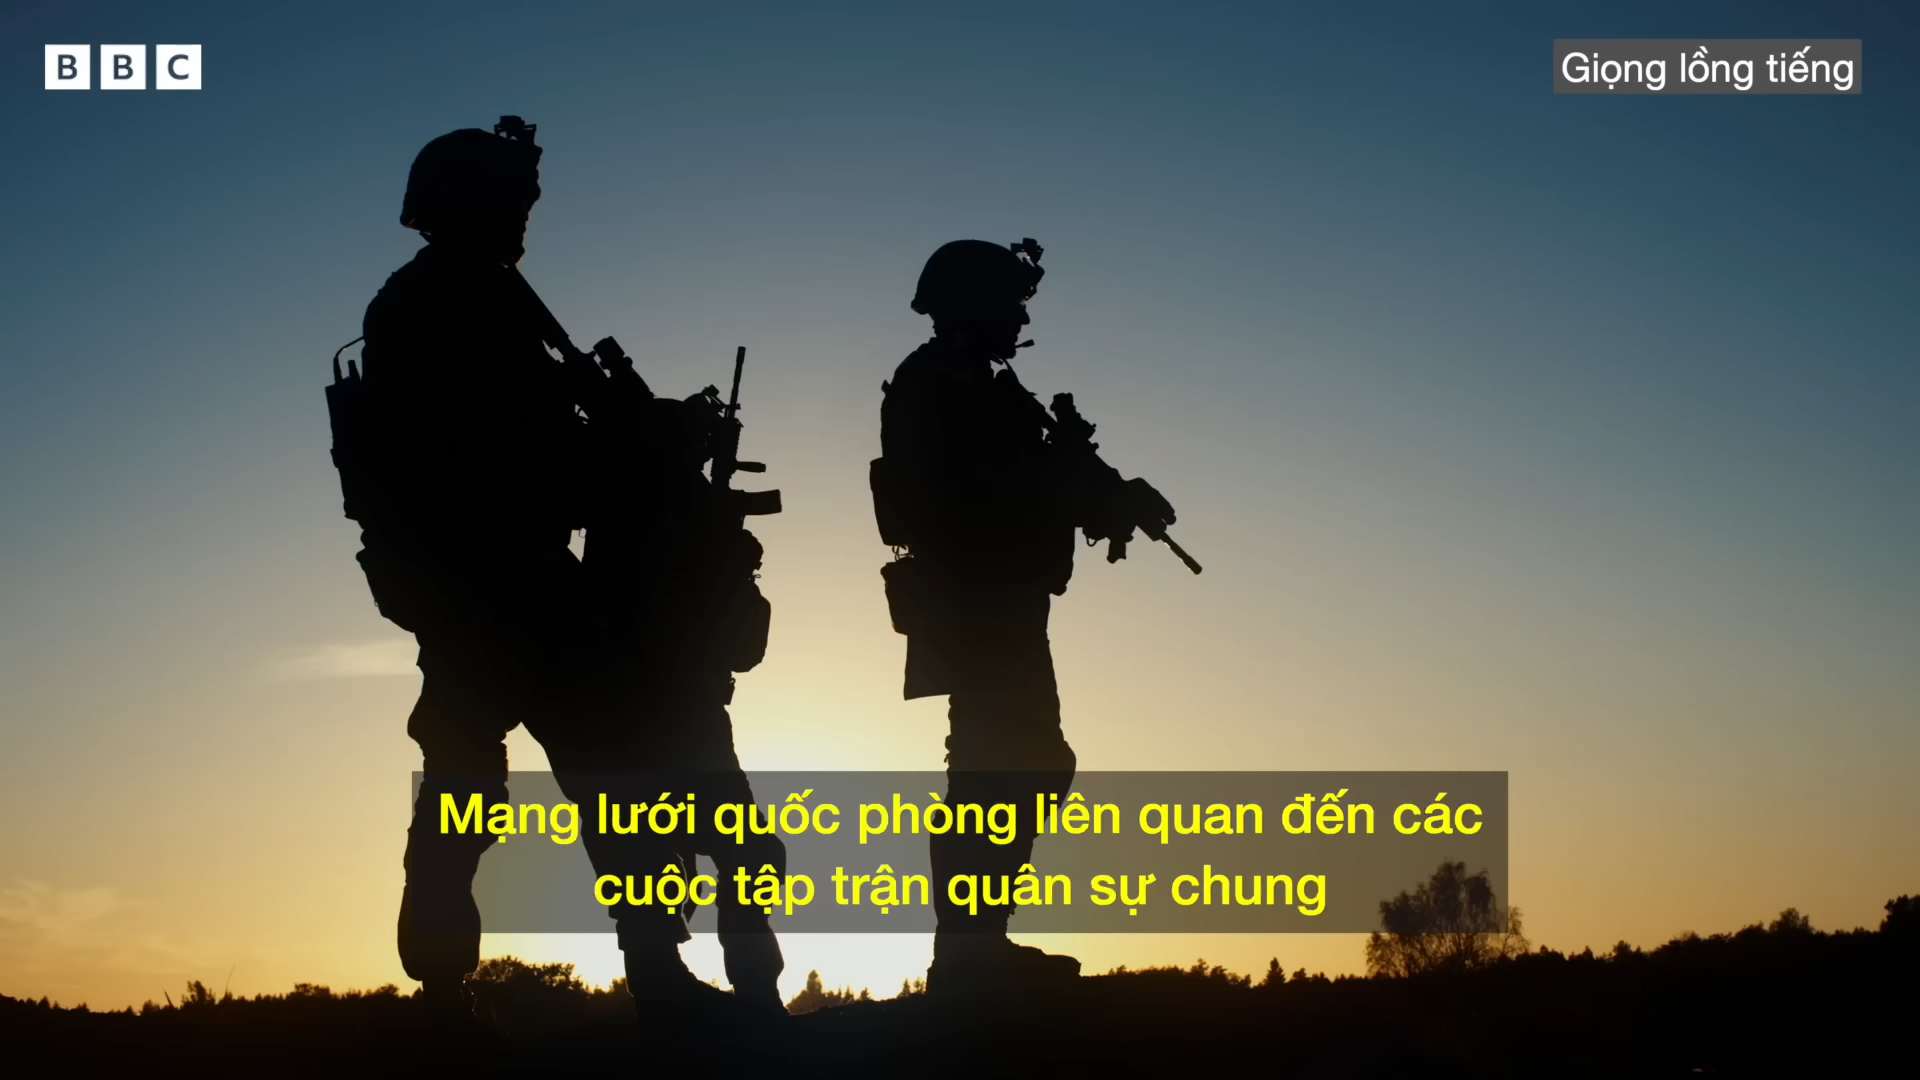 BBC
Giọng lồng tiếng
Mạng lưới quốc phòng liên quan đến các
cuộc tập trận quân sự chung